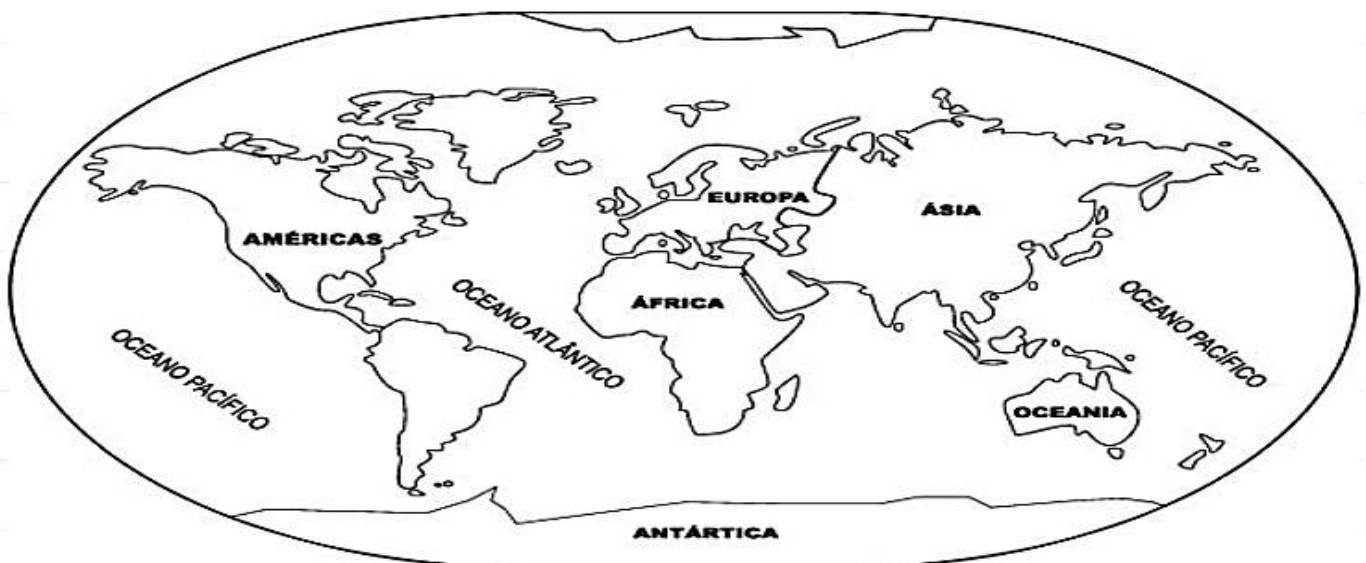 EUROPA
ÁSIA
AMÉRICAS
OCEANO ATLÂNTICO
ÁFRICA
OCEANO PACÍFICO
OCEANO PACÍFICO
OCEANIA
ANTÁRTICA